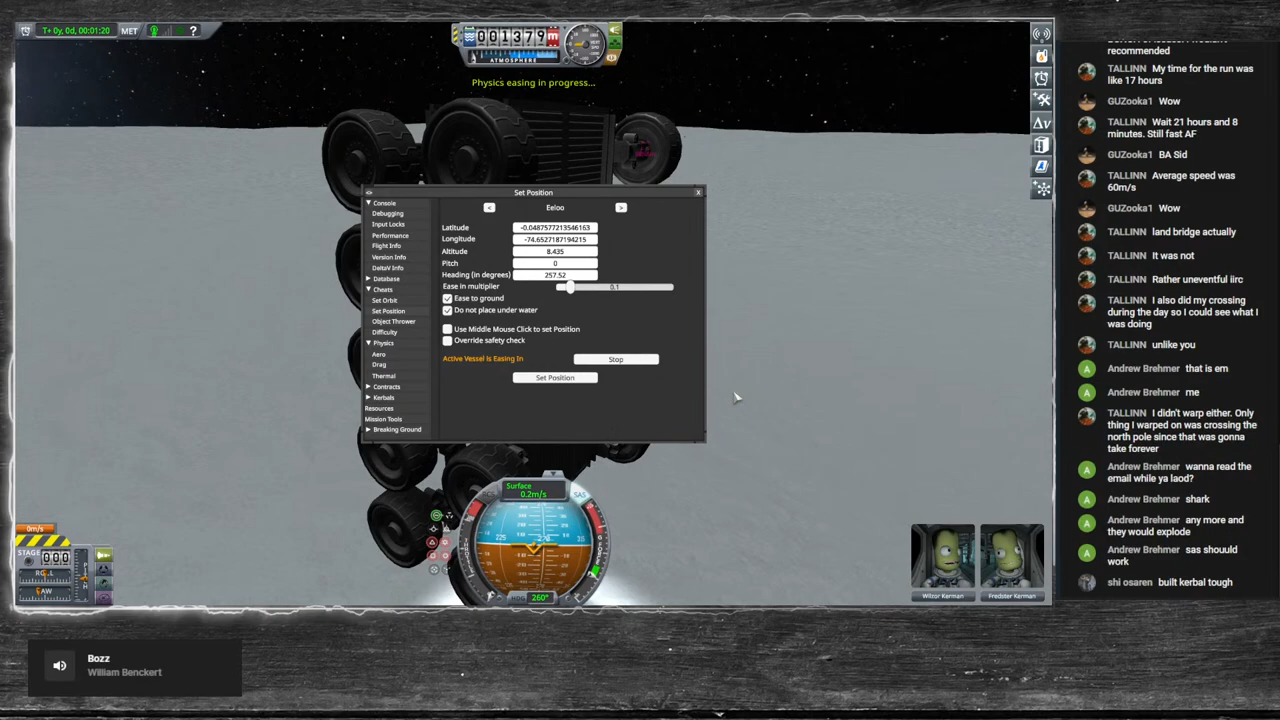 T+ 0y, 0d, 00:01:20
MET
?
001379
m
ATMOSPHERE
Physics easing in progress...
Set Position
x
Console
Debugging
Input Locks
Performance
Flight Info
Version Info
DeltaV Info
Database
Cheats
Set Orbit
Set Position
Object Thrower
Difficulty
Physics
Aero
Drag
Thermal
Contracts
Kerbals
Resources
Mission Tools
Breaking Ground
< Eeloo >
Latitude -0.0487577213546163
Longitude -74.6527187194215
Altitude 8.435
Pitch 0
Heading (in degrees) 257.52
Ease in multiplier 0.1
Ease to ground
Do not place under water
Use Middle Mouse Click to set Position
Override safety check
Active Vessel Is Easing In Stop
Set Position
Surface
0.2m/s
SAS
HDG 260°
0m/s
STAGE 000
Wilzor Kerman
Fredster Kerman
Δv
Bozz
William Benckert
recommended
TALLINN My time for the run was
like 17 hours
GUZooka1 Wow
TALLINN Wait 21 hours and 8
minutes. Still fast AF
GUZooka1 BA Sid
TALLINN Average speed was
60m/s
GUZooka1 Wow
TALLINN land bridge actually
TALLINN It was not
TALLINN Rather uneventful iirc
TALLINN I also did my crossing
during the day so I could see what I
was doing
TALLINN unlike you
A Andrew Brehmer that is em
A Andrew Brehmer me
TALLINN I didn't warp either. Only
thing I warped on was crossing the
north pole since that was gonna
take forever
A Andrew Brehmer wanna read the
email while ya laod?
A Andrew Brehmer shark
A Andrew Brehmer any more and
they would explode
A Andrew Brehmer sas shoould
work
shi osaren built kerbal tough